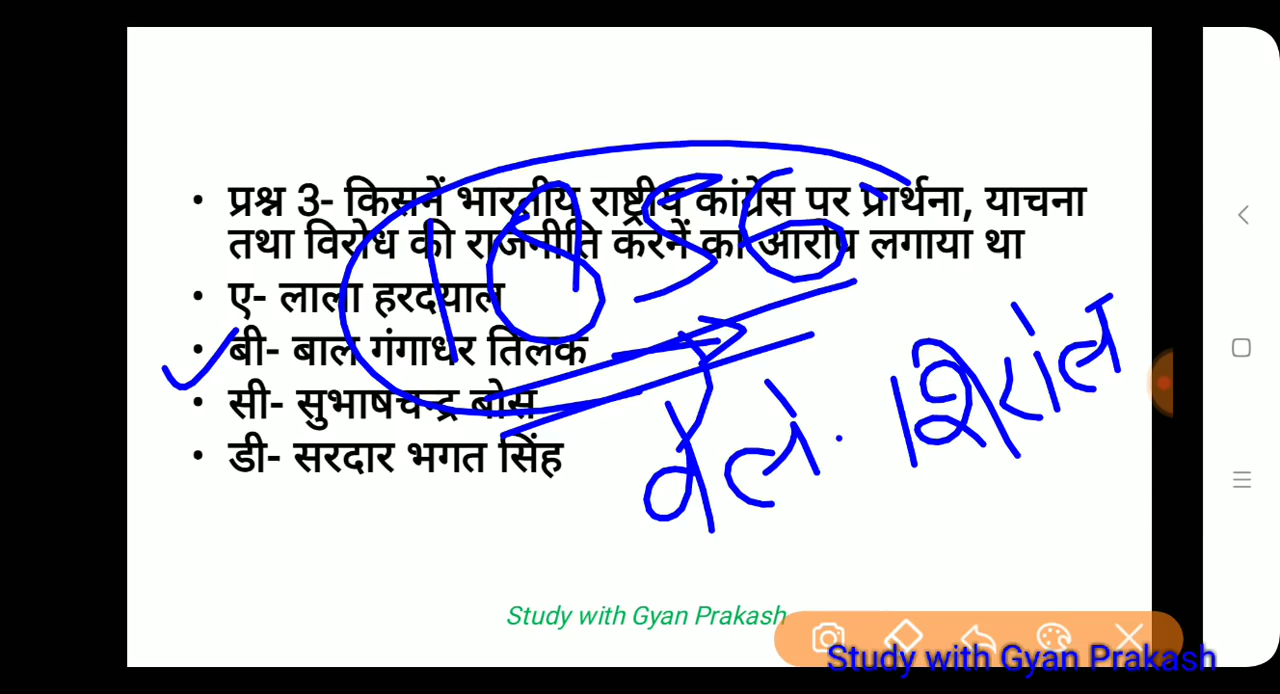 • प्रश्न 3- किसनें भारतीय राष्ट्रीय कांग्रेस पर प्रार्थना, याचना
तथा विरोध की राजनीति करनें का आरोप लगाया था
• ए- लाला हरदयाल
• बी- बाल गंगाधर तिलक
• सी- सुभाषचन्द्र बोस
• डी- सरदार भगत सिंह
1856
Study with Gyan Prakash
Study with Gyan Prakash